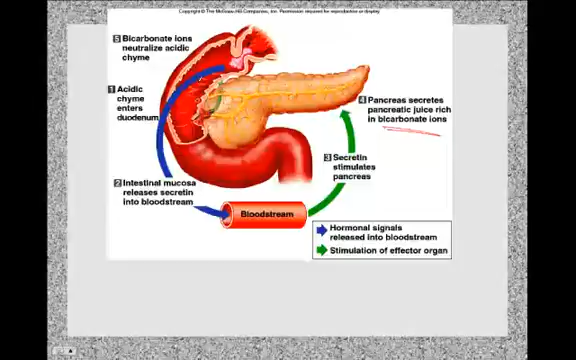 Copyright © The McGraw-Hill Companies, Inc. Permission required for reproduction or display.
5 Bicarbonate ions
neutralize acidic
chyme
1 Acidic
chyme
enters
duodenum
4 Pancreas secretes
pancreatic juice rich
in bicarbonate ions
3 Secretin
stimulates
pancreas
2 Intestinal mucosa
releases secretin
into bloodstream
Bloodstream
Hormonal signals
released into bloodstream
Stimulation of effector organ